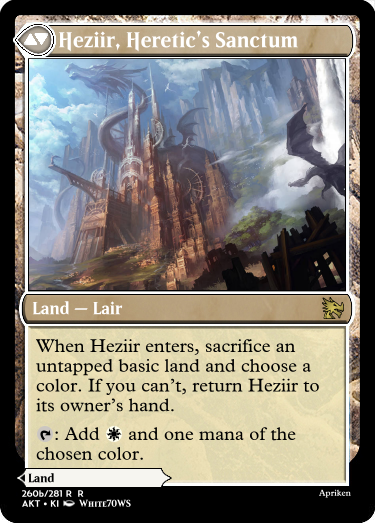 Heziir, Heretic's Sanctum
Land — Lair
When Heziir enters, sacrifice an
untapped basic land and choose a
color. If you can't, return Heziir to
its owner's hand.
: Add and one mana of the
chosen color.
Land
260b/281 R R
Apriken
AKT • KI White70WS